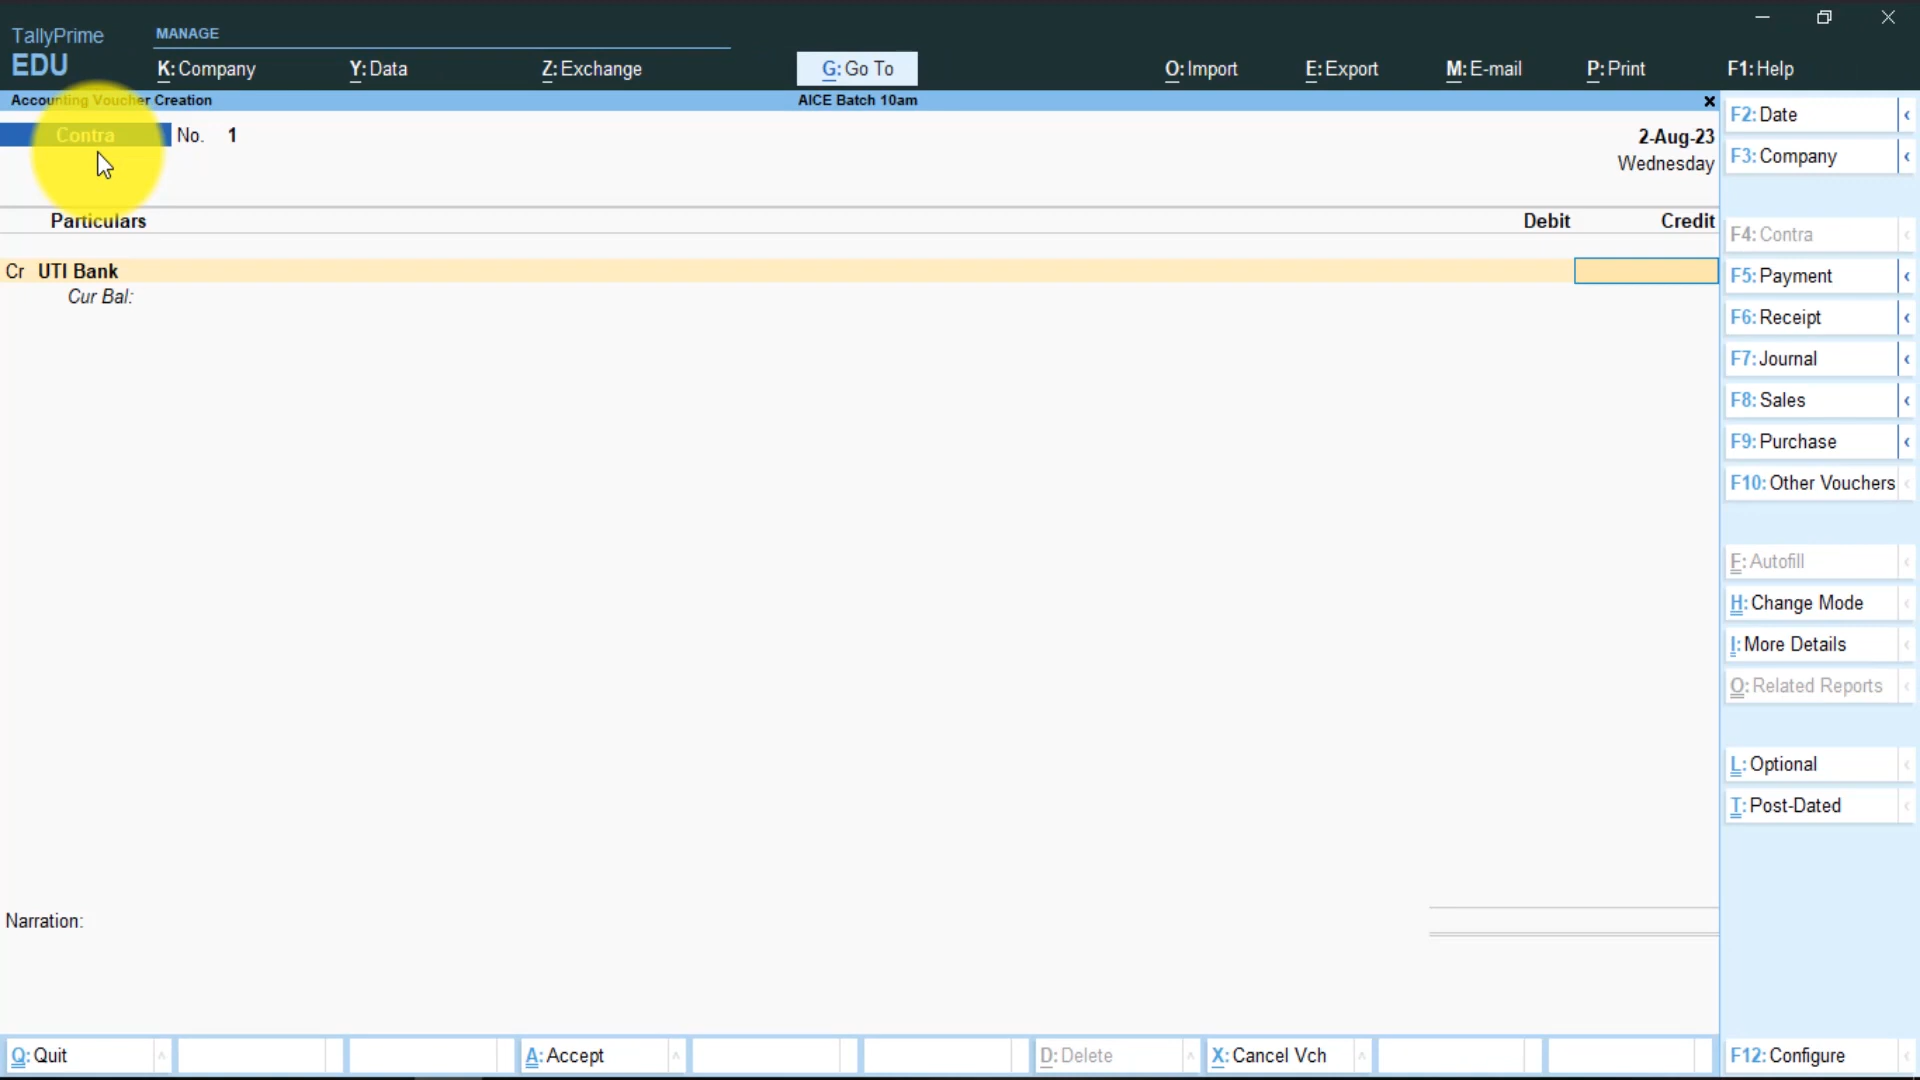 TallyPrime
EDU
MANAGE
K: Company
Y: Data
Z: Exchange
G: Go To
O: Import
E: Export
M: E-mail
P: Print
F1: Help
Accounting Voucher Creation
AICE Batch 10am
Contra No. 1
2-Aug-23
Wednesday
Particulars
Debit
Credit
Cr UTI Bank
Cur Bal:
Narration:
F2: Date
F3: Company
F4: Contra
F5: Payment
F6: Receipt
F7: Journal
F8: Sales
F9: Purchase
F10: Other Vouchers
F: Autofill
H: Change Mode
I: More Details
O: Related Reports
L: Optional
T: Post-Dated
Q: Quit
A: Accept
D: Delete
X: Cancel Vch
F12: Configure